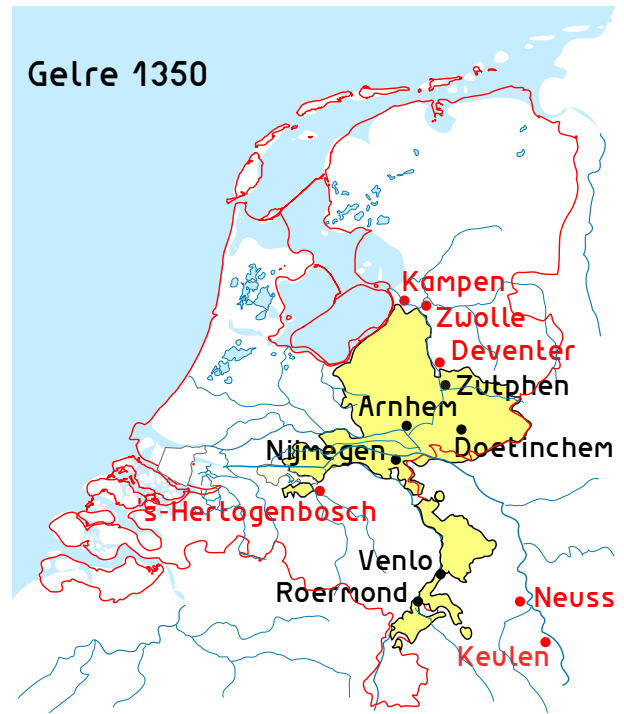 Gelre 1350
Kampen
Zwolle
Deventer
Zutphen
Arnhem
Doetinchem
Nijmegen
's-Hertogenbosch
Venlo
Roermond
Neuss
Keulen